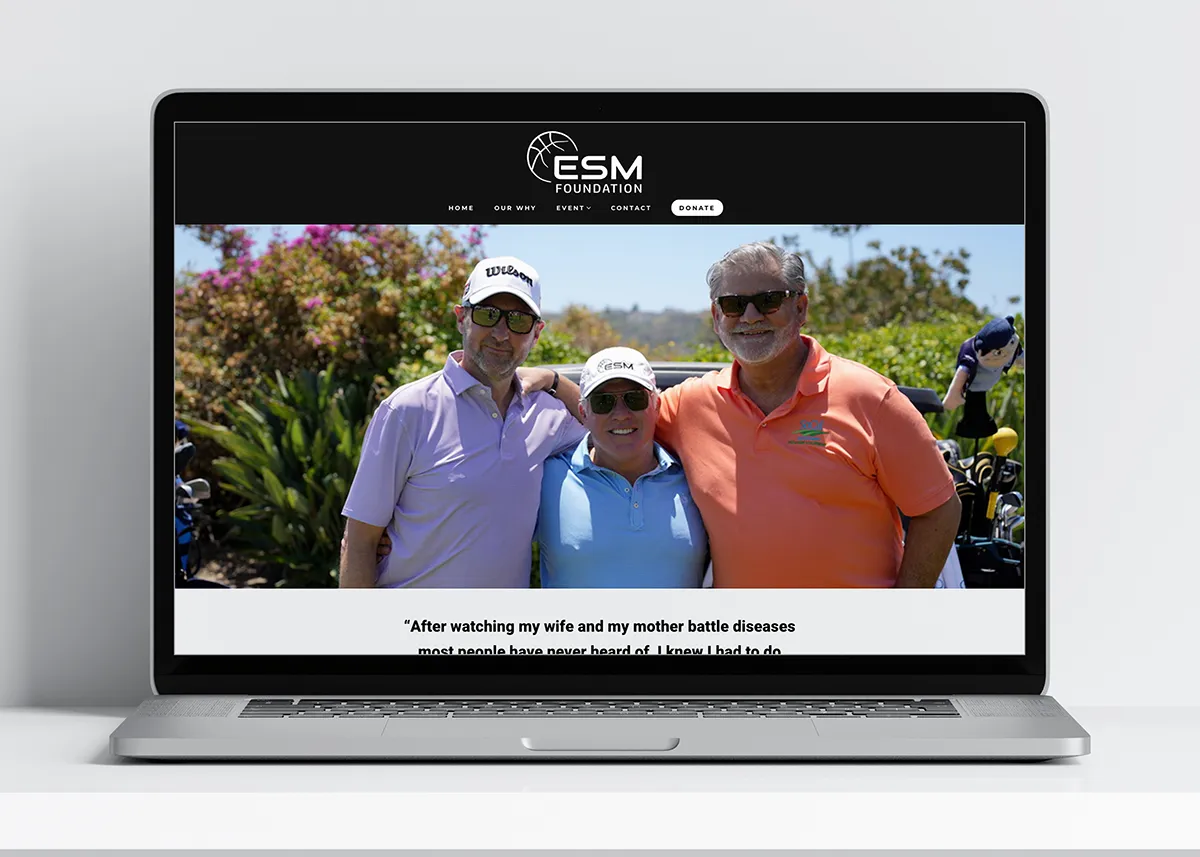 ESM
FOUNDATION
HOME OUR WHY EVENT CONTACT DONATE
Wilson
ESM
“After watching my wife and my mother battle diseases
most people have never heard of, I knew I had to do